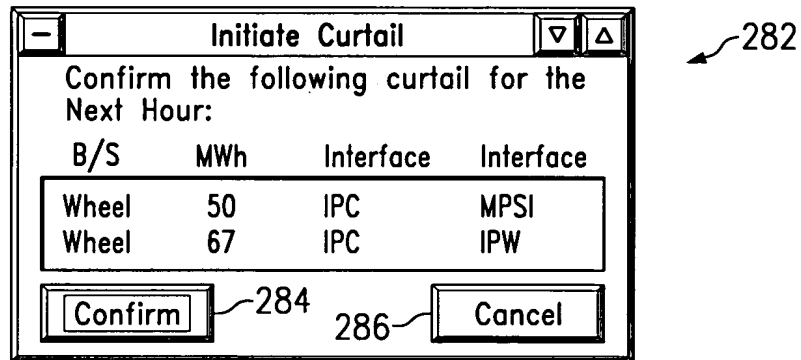 Initiate Curtail
282
Confirm the following curtail for the
Next Hour:
B/S MWh Interface Interface
Wheel 50 IPC MPSI
Wheel 67 IPC IPW
Confirm 284 286 Cancel